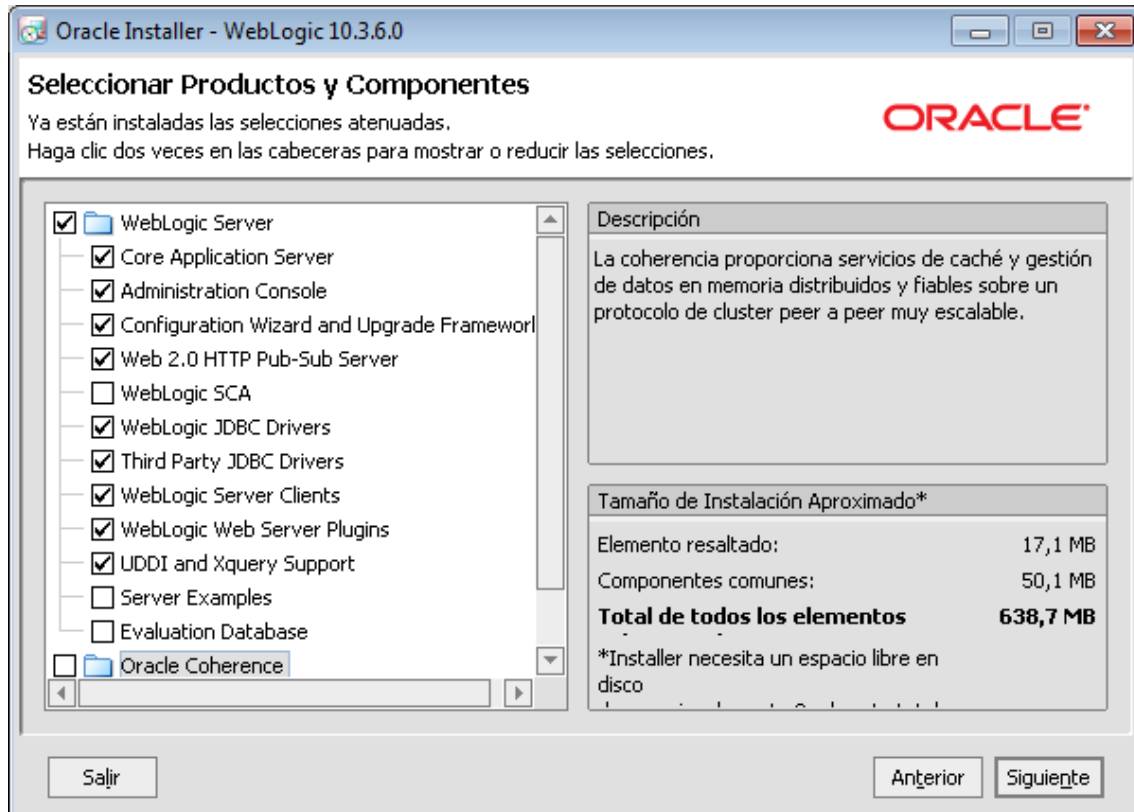 Oracle Installer - WebLogic 10.3.6.0
Seleccionar Productos y Componentes
Ya están instaladas las selecciones atenuadas.
Haga clic dos veces en las cabeceras para mostrar o reducir las selecciones.
ORACLE
WebLogic Server
Core Application Server
Administration Console
Configuration Wizard and Upgrade Framework
Web 2.0 HTTP Pub-Sub Server
WebLogic SCA
WebLogic JDBC Drivers
Third Party JDBC Drivers
WebLogic Server Clients
WebLogic Web Server Plugins
UDDI and Xquery Support
Server Examples
Evaluation Database
Oracle Coherence
Descripción
La coherencia proporciona servicios de caché y gestión
de datos en memoria distribuidos y fiables sobre un
protocolo de cluster peer a peer muy escalable.
Tamaño de Instalación Aproximado*
Elemento resaltado: 17,1 MB
Componentes comunes: 50,1 MB
Total de todos los elementos 638,7 MB
*Installer necesita un espacio libre en
disco
Salir
Anterior
Siguiente